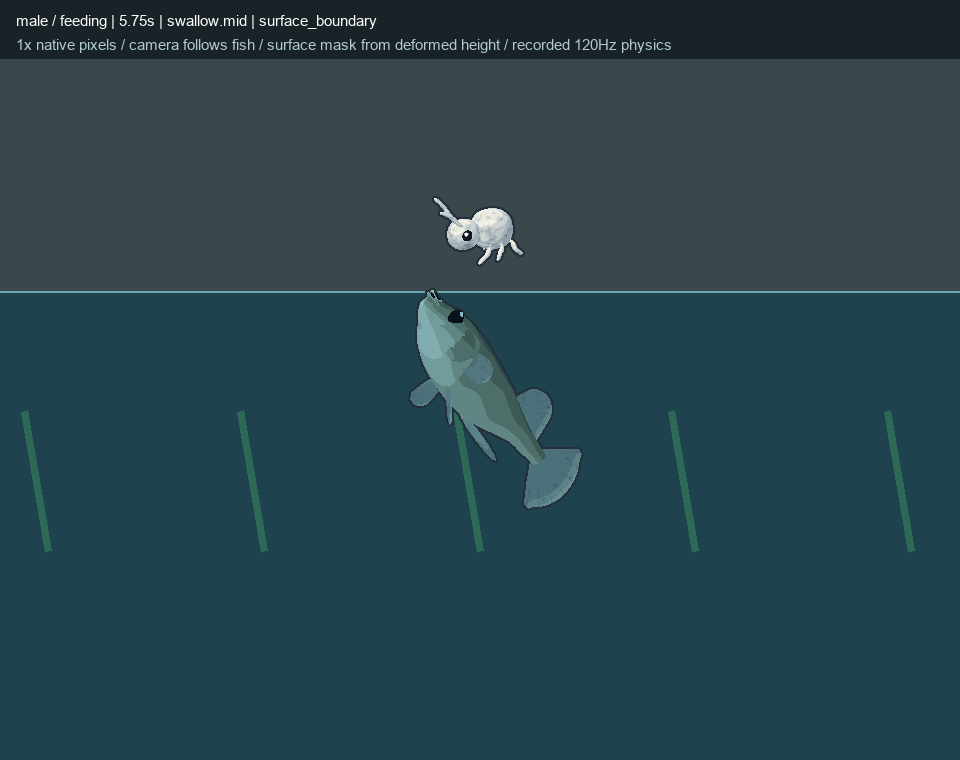 male / feeding | 5.75s | swallow.mid | surface_boundary
1x native pixels / camera follows fish / surface mask from deformed height / recorded 120Hz physics